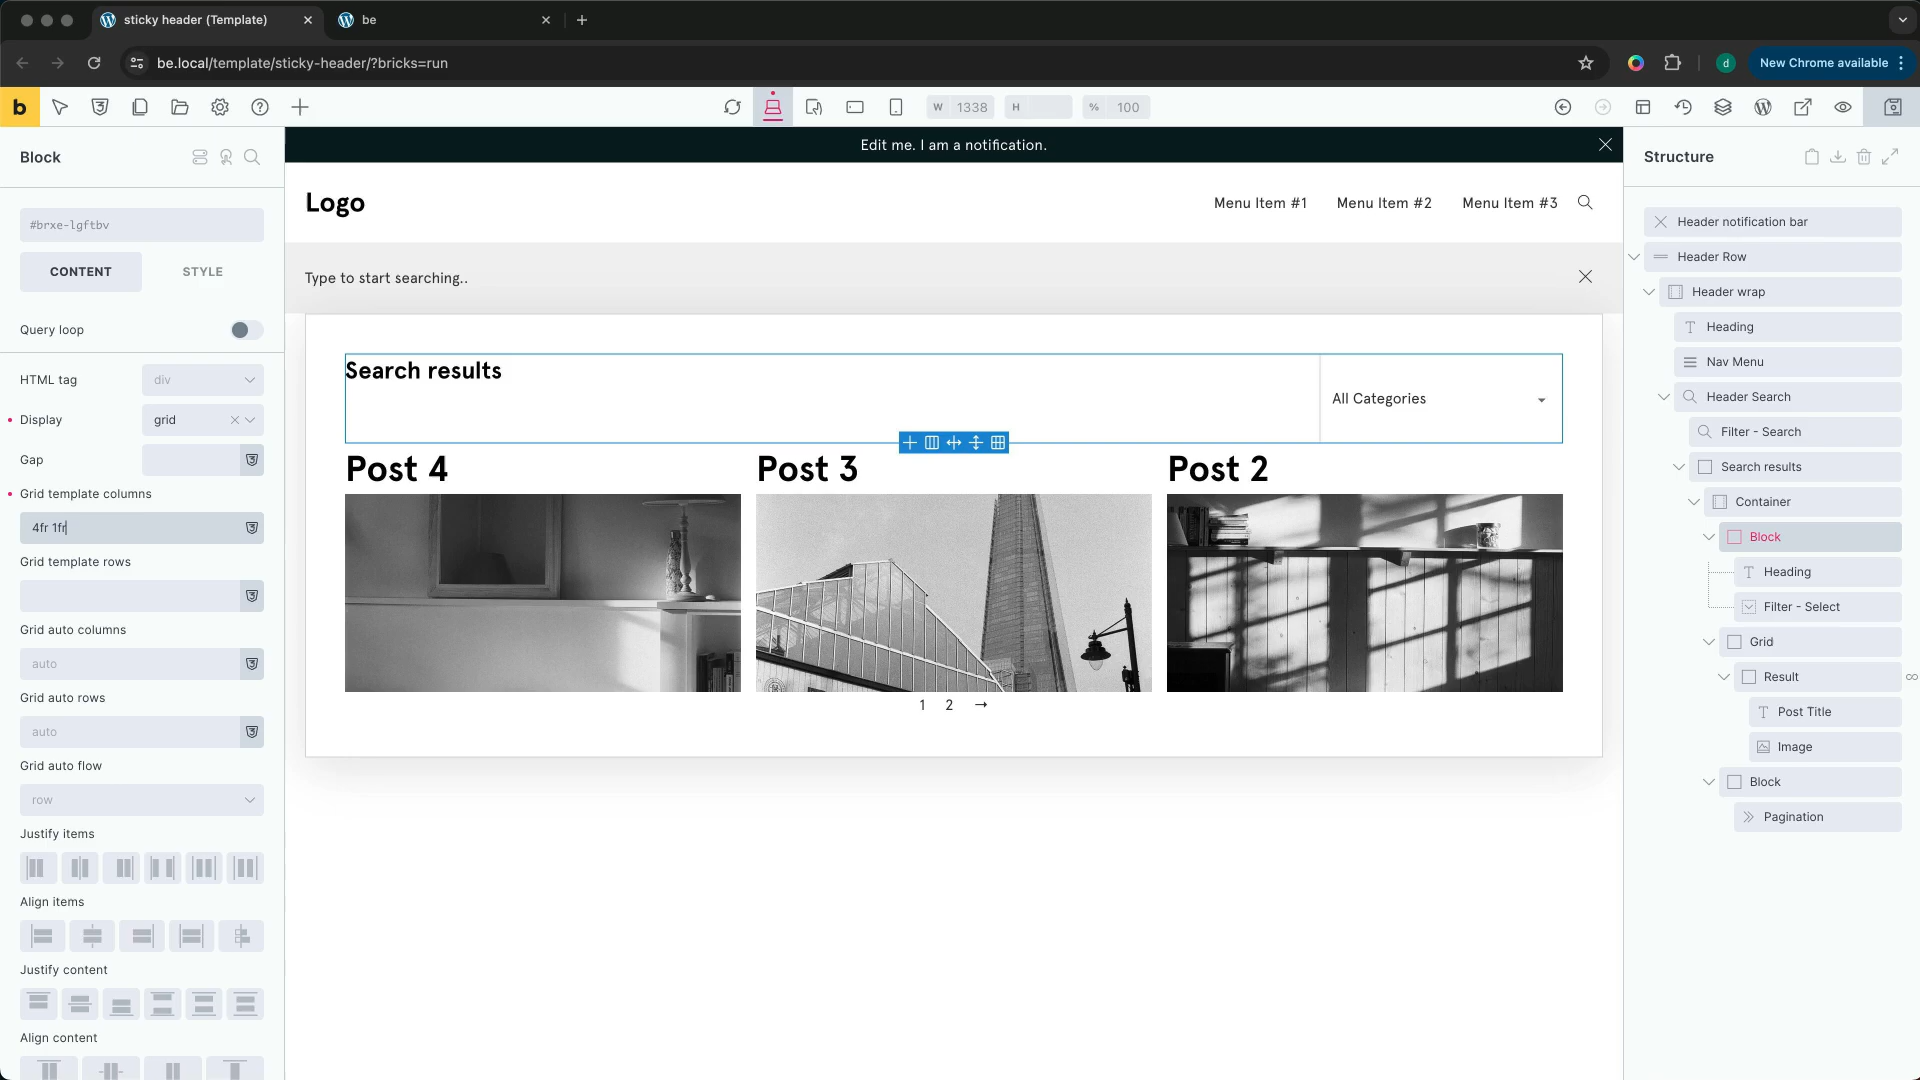 sticky header (Template)
be
be.local/template/sticky-header/?bricks=run
d
New Chrome available
b
W 1338
H
% 100
Block
#brxe-lgftbv
CONTENT
STYLE
Query loop
HTML tag
div
Display
grid
Gap
Grid template columns
4fr 1fr
Grid template rows
Grid auto columns
auto
Grid auto rows
auto
Grid auto flow
row
Justify items
Align items
Justify content
Align content
Edit me. I am a notification.
Logo
Menu Item #1
Menu Item #2
Menu Item #3
Type to start searching..
Search results
All Categories
Post 4
Post 3
Post 2
1 2 →
Structure
Header notification bar
Header Row
Header wrap
Heading
Nav Menu
Header Search
Filter - Search
Search results
Container
Block
Heading
Filter - Select
Grid
Result
Post Title
Image
Block
Pagination